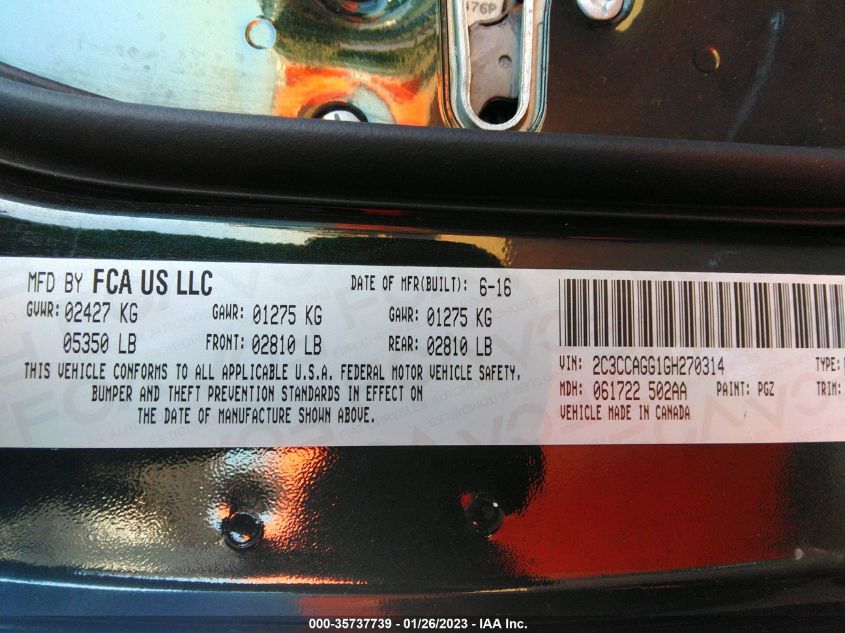 76P
MFD BY FCA US LLC DATE OF MFR(BUILT): 6-16
GVWR: 02427 KG GAWR: 01275 KG GAWR: 01275 KG
05350 LB FRONT: 02810 LB REAR: 02810 LB
THIS VEHICLE CONFORMS TO ALL APPLICABLE U.S.A. FEDERAL MOTOR VEHICLE SAFETY,
BUMPER AND THEFT PREVENTION STANDARDS IN EFFECT ON
THE DATE OF MANUFACTURE SHOWN ABOVE.
VIN: 2C3CCAGG1GH270314 TYPE:
MDH: 061722 502AA PAINT: PGZ TRIM:
VEHICLE MADE IN CANADA
000-35737739 - 01/26/2023 - IAA Inc.